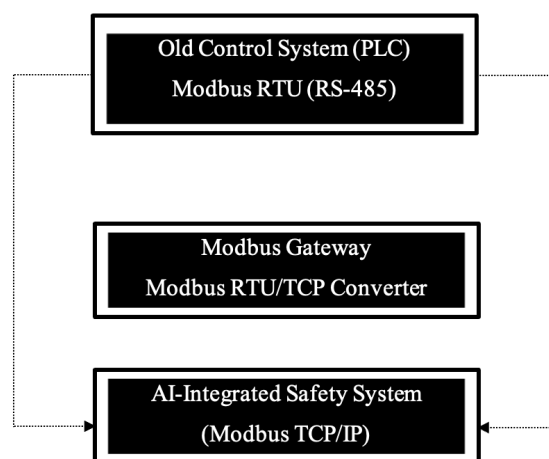 Old Control System (PLC)
Modbus RTU (RS-485)
Modbus Gateway
Modbus RTU/TCP Converter
AI-Integrated Safety System
(Modbus TCP/IP)